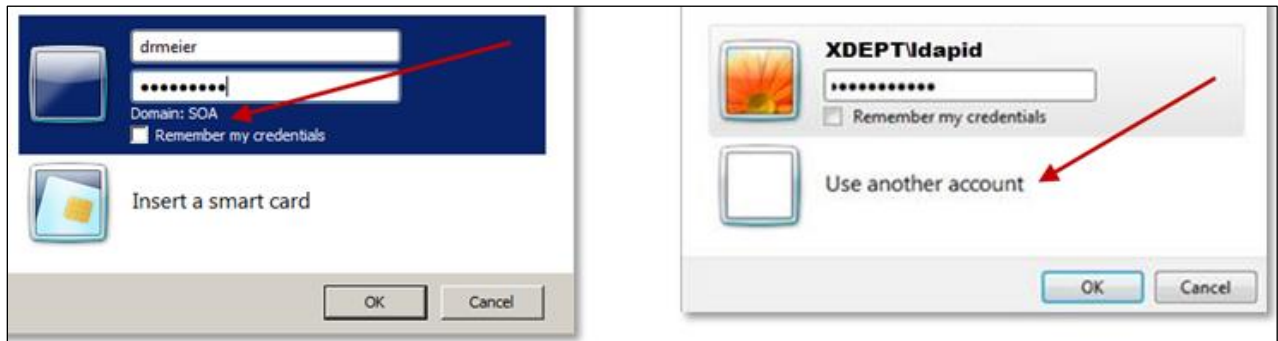 drmeier
•••••••••
Domain: SOA
Remember my credentials
Insert a smart card
OK
Cancel
XDEPT\ldapid
•••••••••••
Remember my credentials
Use another account
OK
Cancel